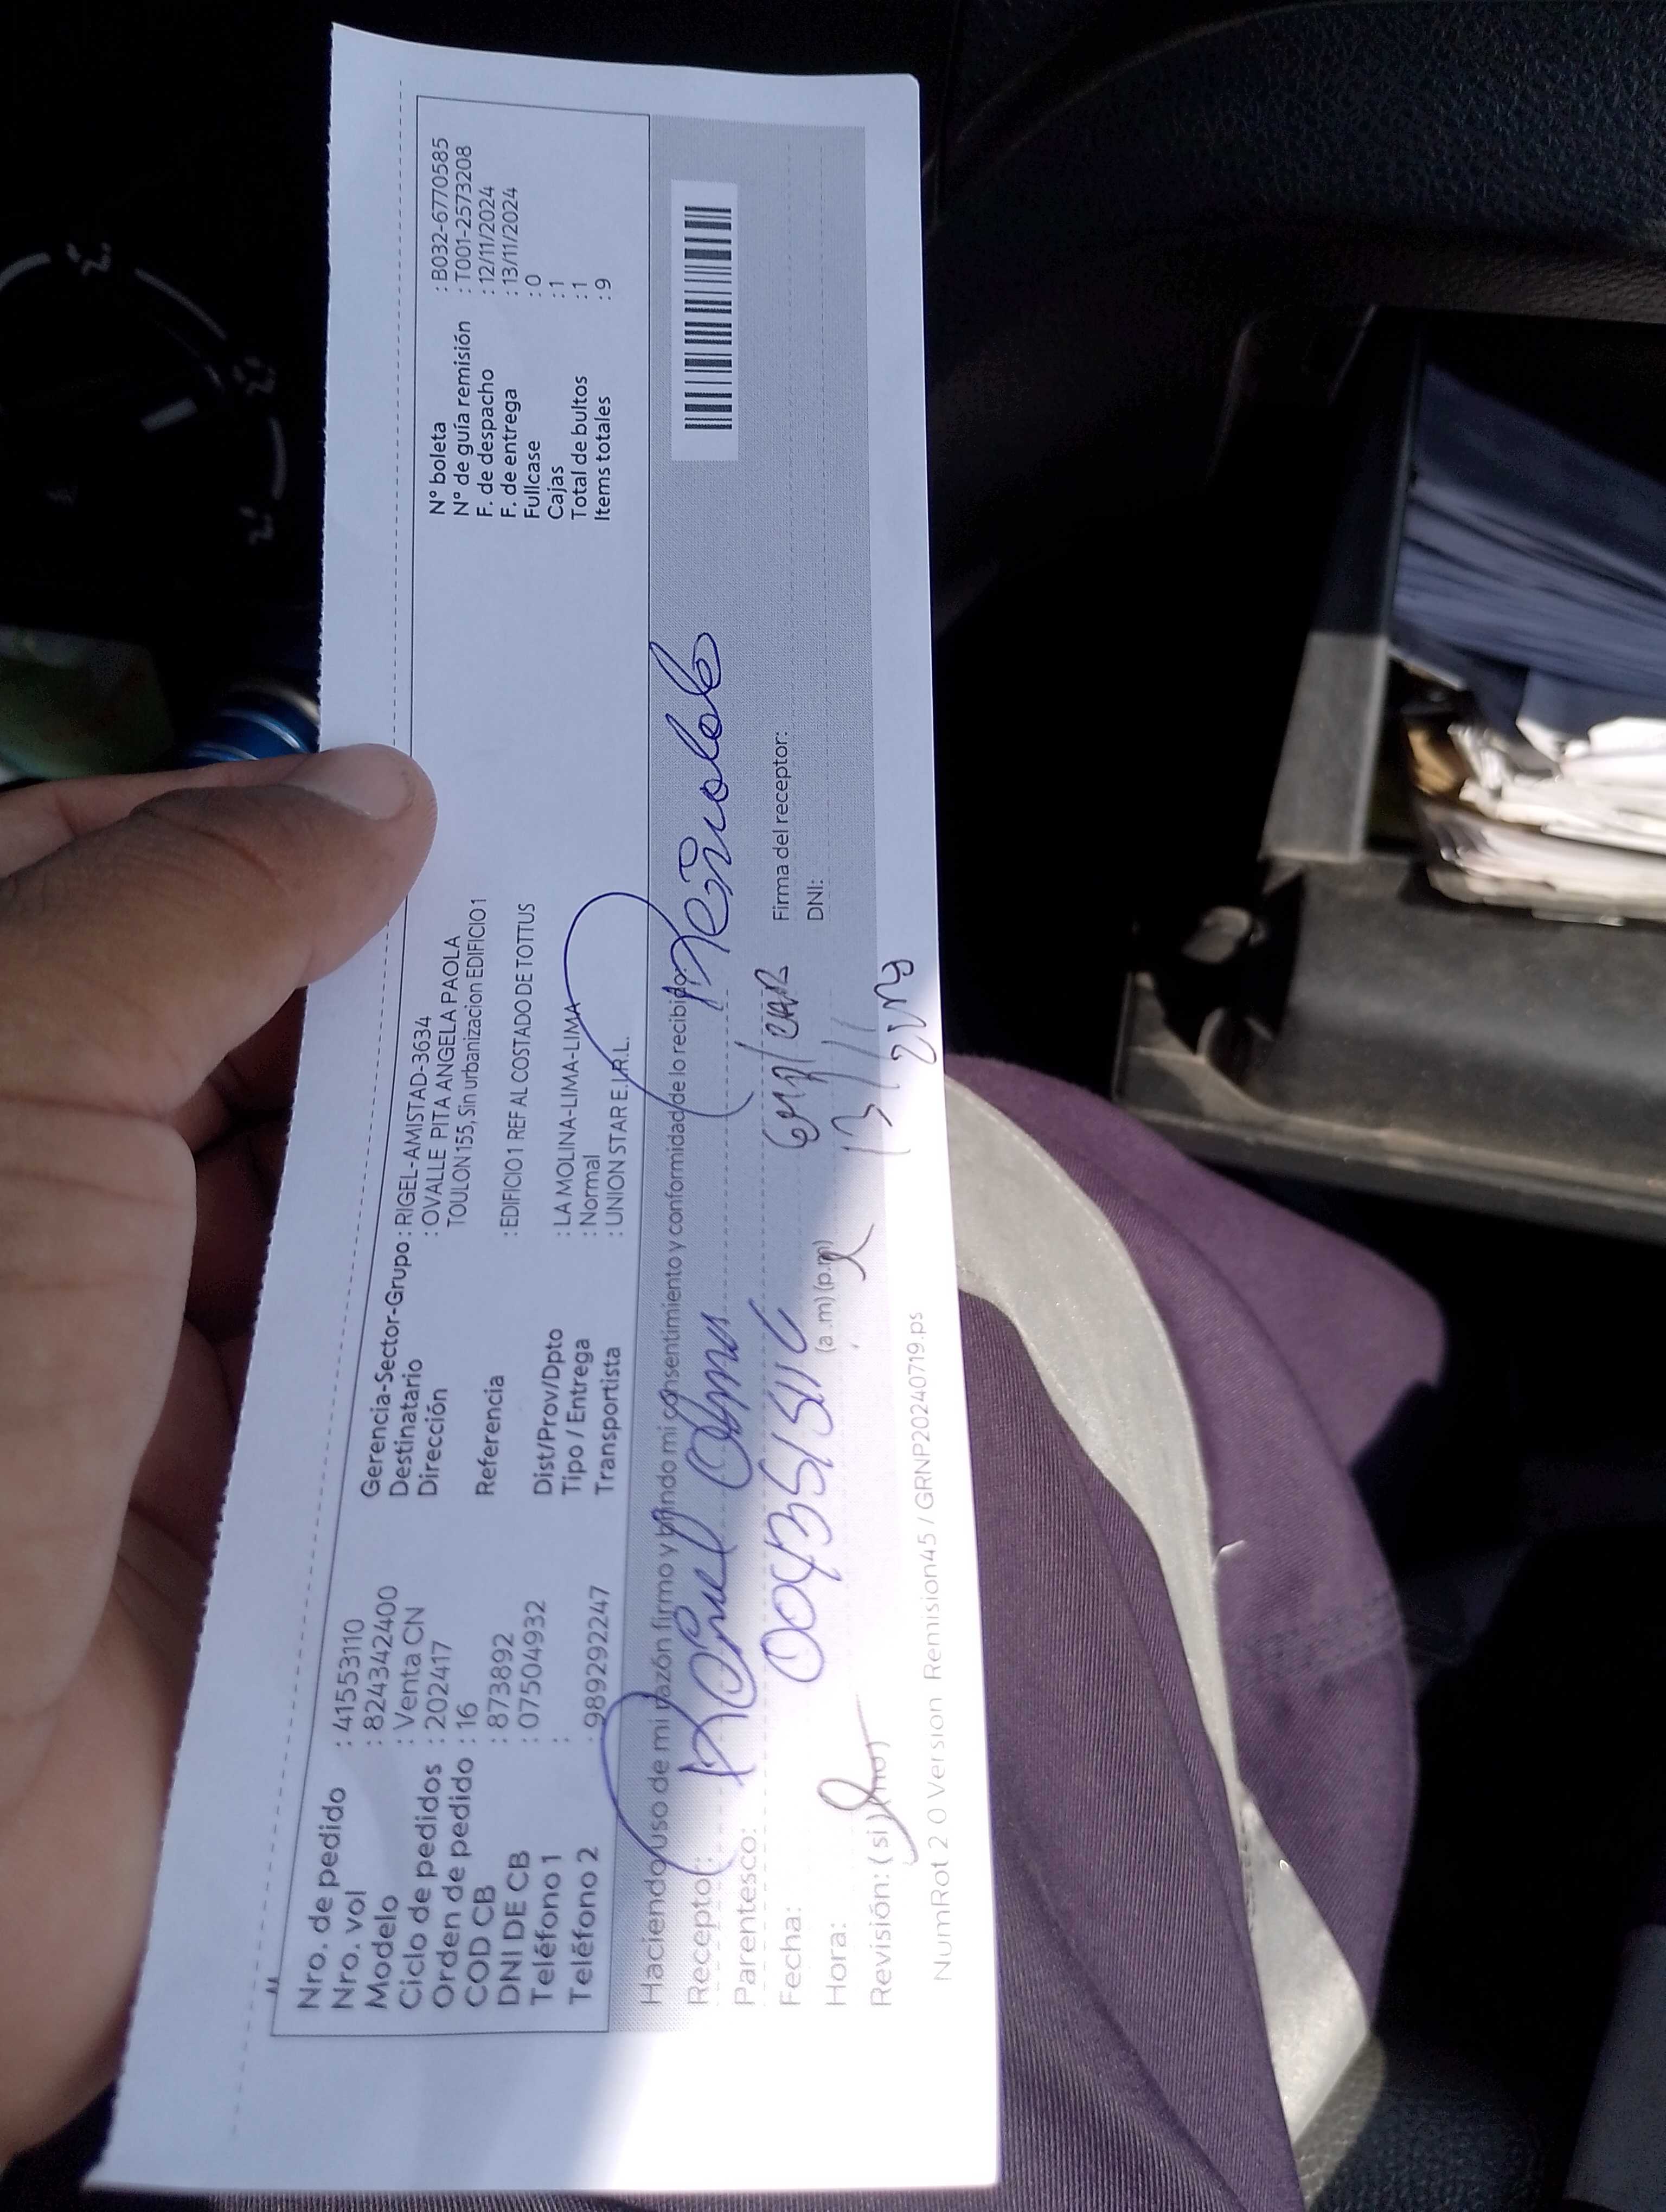 Nro. de pedido : 41553110
Nro. vol : 824342400
Modelo : Venta CN
Ciclo de pedidos : 202417
Orden de pedido : 16
COD CB : 873892
DNI DE CB : 07504932
Teléfono 1 :
Teléfono 2 : 989292247
Gerencia-Sector-Grupo : RIGEL-AMISTAD-3634
Destinatario : OVALLE PITA ANGELA PAOLA
Dirección TOULON 155, Sin urbanizacion EDIFICIO 1
Referencia : EDIFICIO 1 REF AL COSTADO DE TOTTUS
Dist/Prov/Dpto : LA MOLINA-LIMA-LIMA
Tipo / Entrega : Normal
Transportista : UNION STAR E.I.R.L.
N° boleta : B032-6770585
N° de guía remisión : T001-2573208
F. de despacho : 12/11/2024
F. de entrega : 13/11/2024
Fullcase : 0
Cajas : 1
Total de bultos : 1
Items totales : 9
Haciendo uso de mi razón firmo y brindo mi consentimiento y conformidad de lo recibido.
Receptor:
Parentesco:
Fecha:
Hora: (a.m) (p.m)
Revisión: (si) (no)
Firma del receptor:
DNI:
13/11
NumRot 2 0 Version Remision45 / GRNP20240719.ps